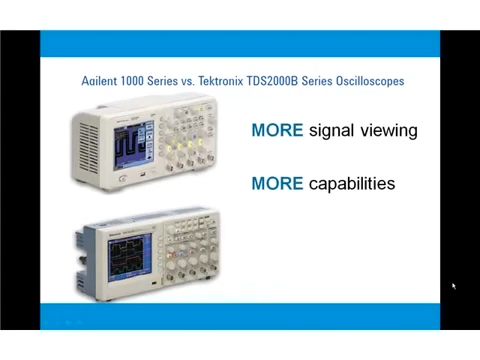 Agilent 1000 Series vs. Tektronix TDS2000B Series Oscilloscopes
MORE signal viewing
MORE capabilities